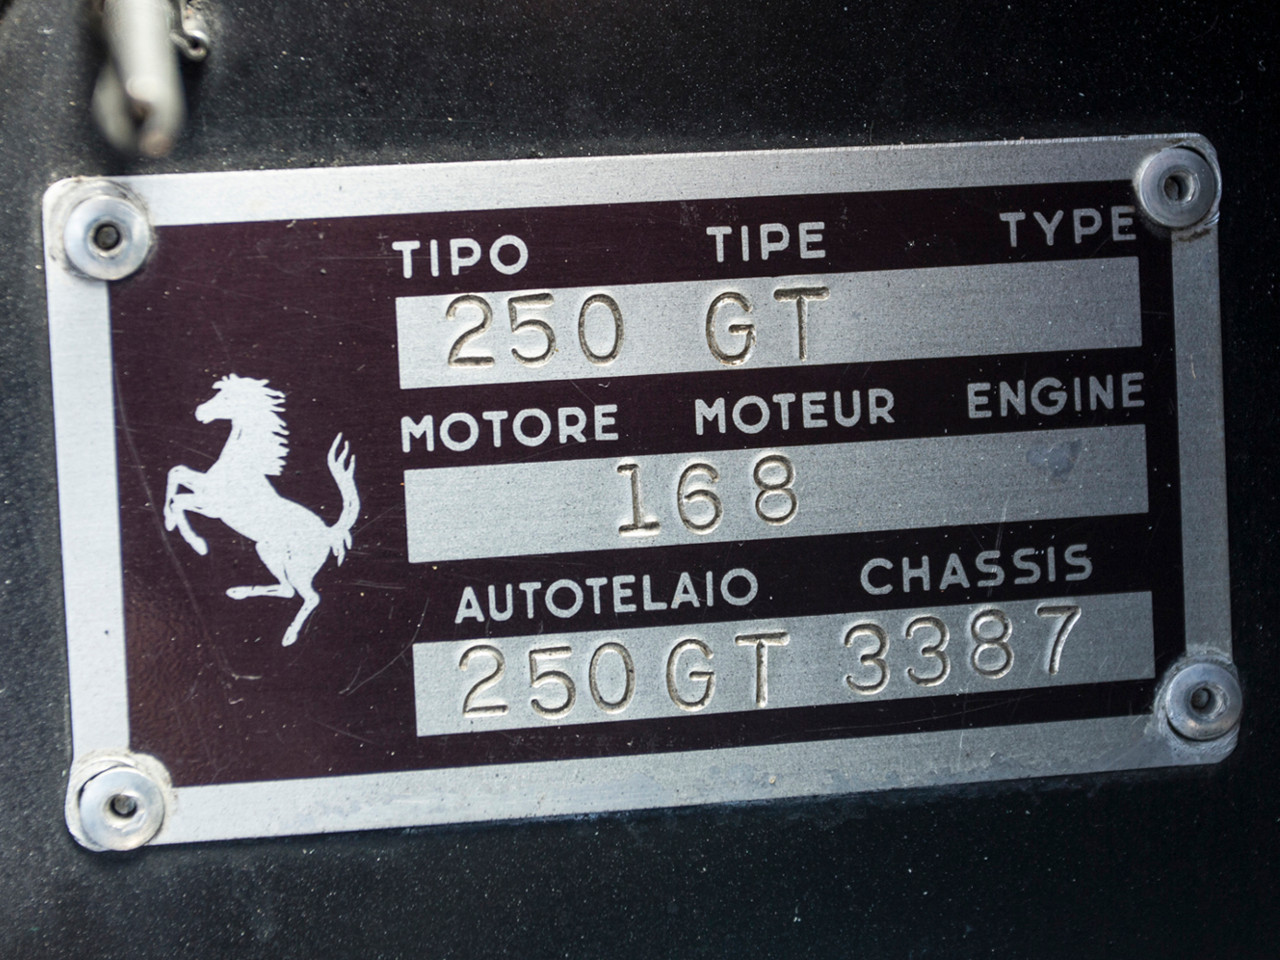 TIPO TIPE TYPE
250 GT
MOTORE MOTEUR ENGINE
168
AUTOTELAIO CHASSIS
250 GT 3387